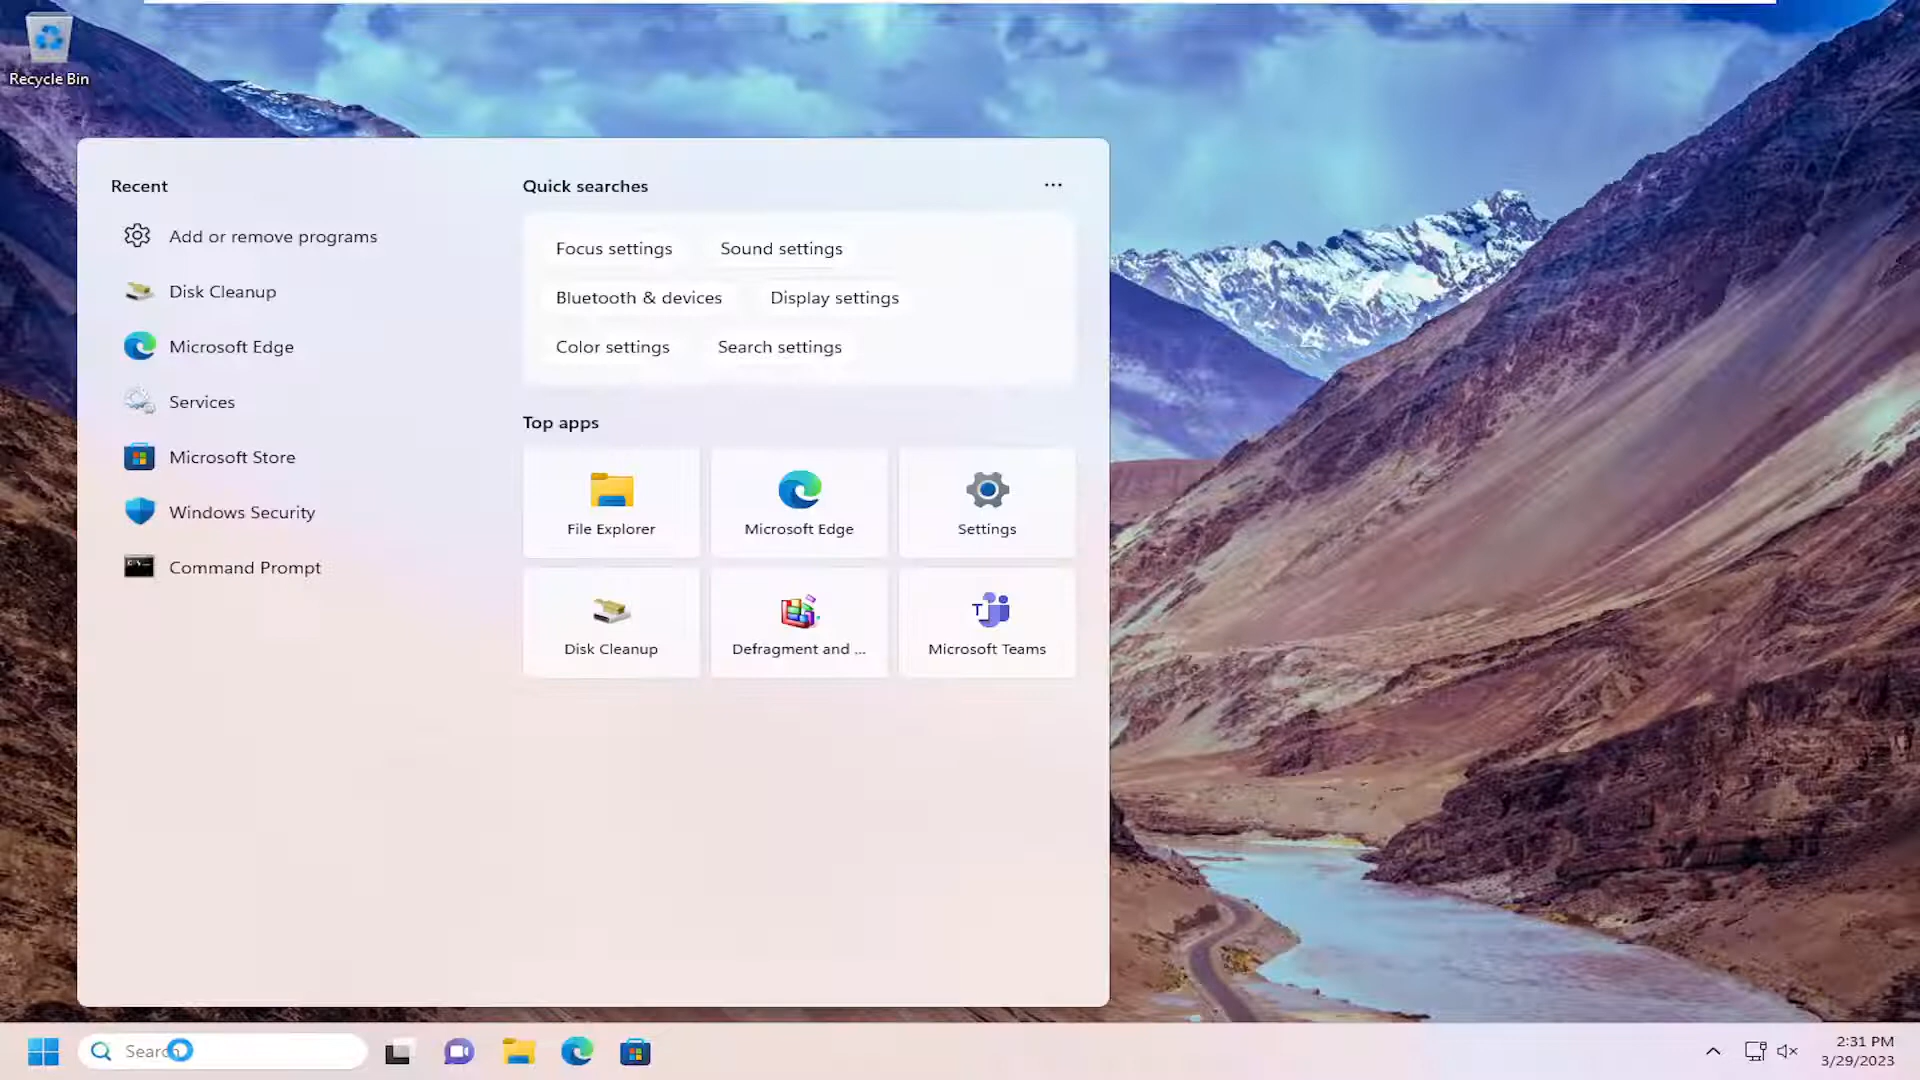 Recycle Bin
Recent
Add or remove programs
Disk Cleanup
Microsoft Edge
Services
Microsoft Store
Windows Security
Command Prompt
Quick searches
Focus settings
Sound settings
Bluetooth & devices
Display settings
Color settings
Search settings
Top apps
File Explorer
Microsoft Edge
Settings
Disk Cleanup
Defragment and ...
Microsoft Teams
Search
2:31 PM
3/29/2023